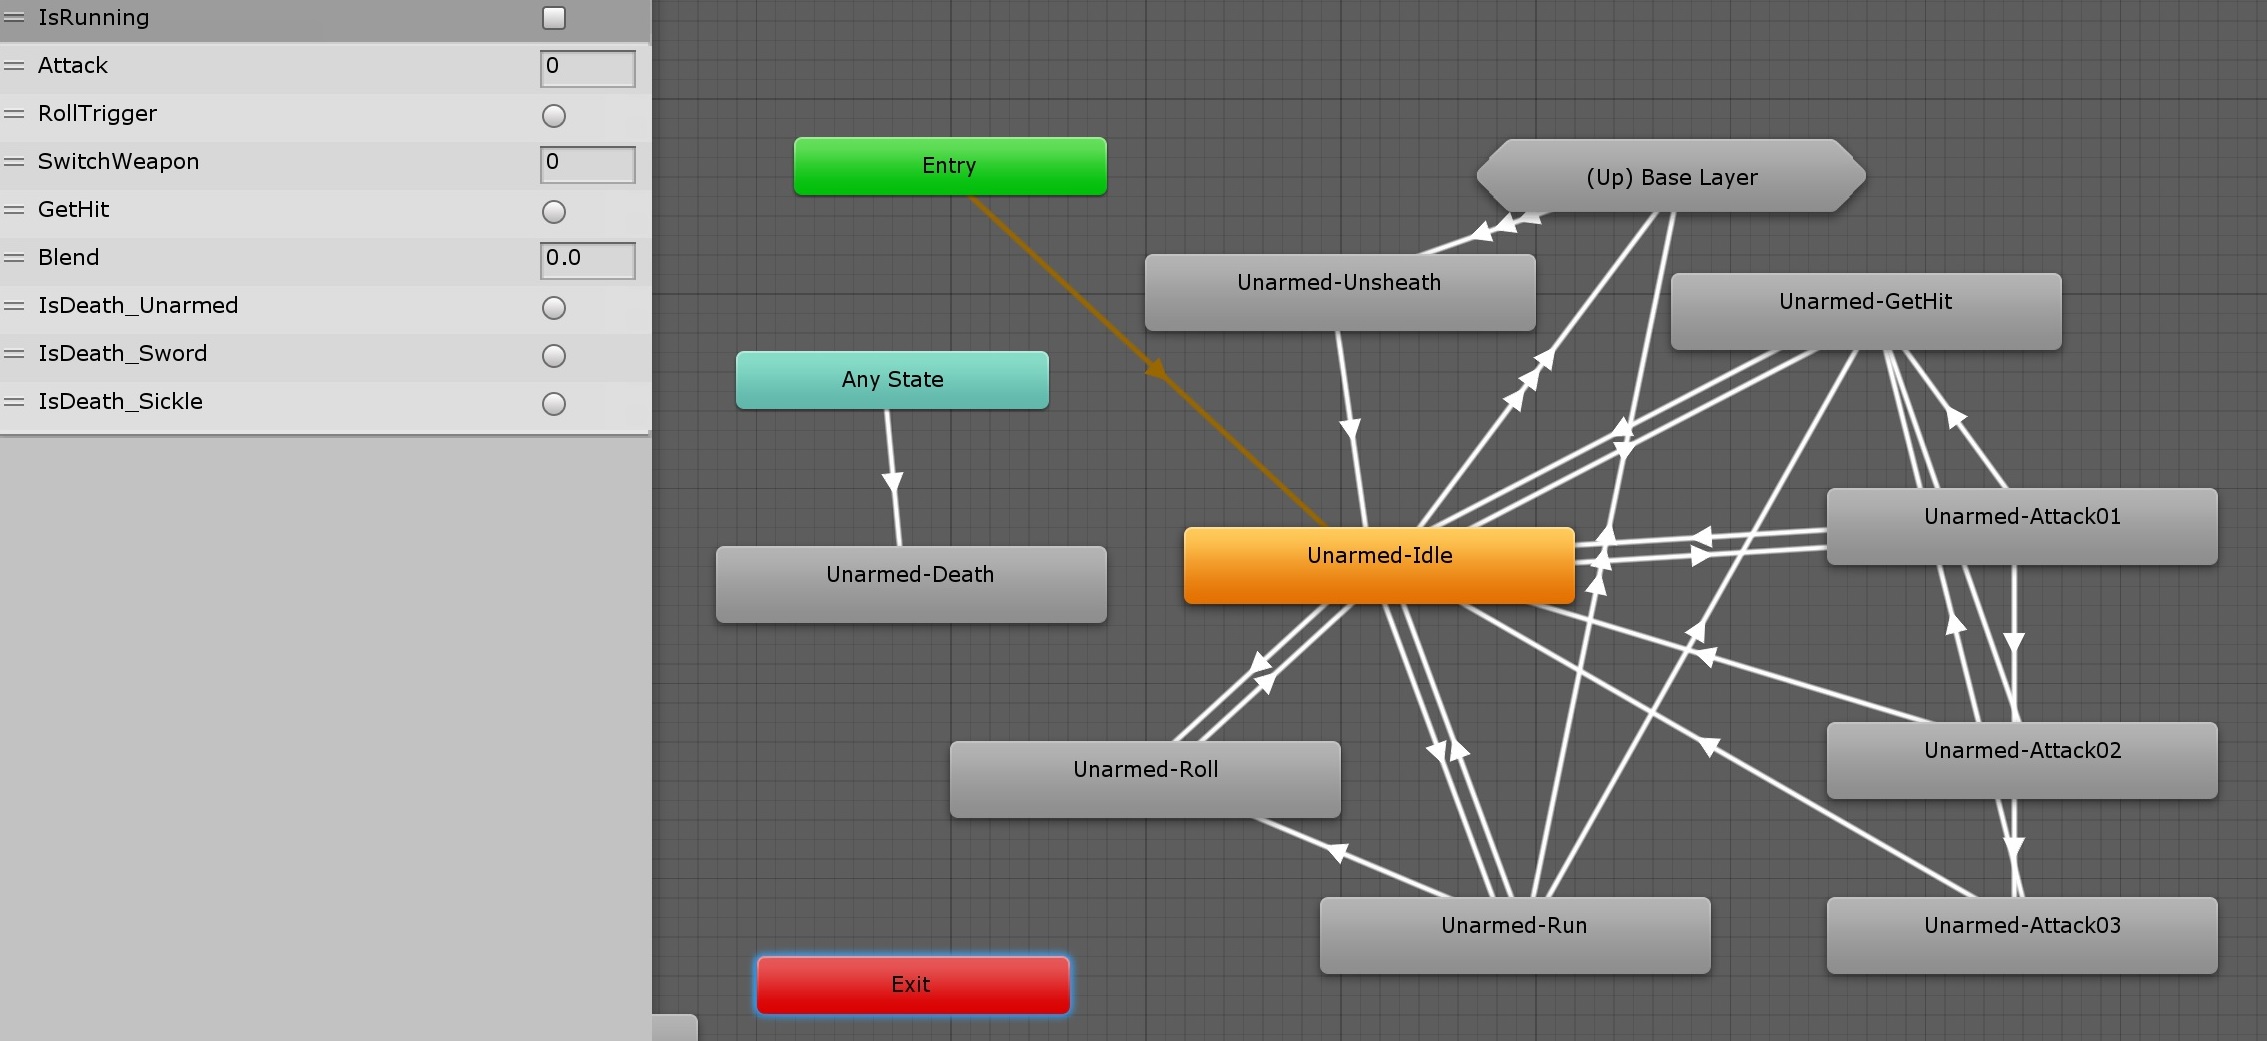 IsRunning
Attack 0
RollTrigger
SwitchWeapon 0
GetHit
Blend 0.0
IsDeath_Unarmed
IsDeath_Sword
IsDeath_Sickle
Entry
(Up) Base Layer
Unarmed-Unsheath
Unarmed-GetHit
Any State
Unarmed-Attack01
Unarmed-Idle
Unarmed-Death
Unarmed-Attack02
Unarmed-Roll
Unarmed-Run
Unarmed-Attack03
Exit